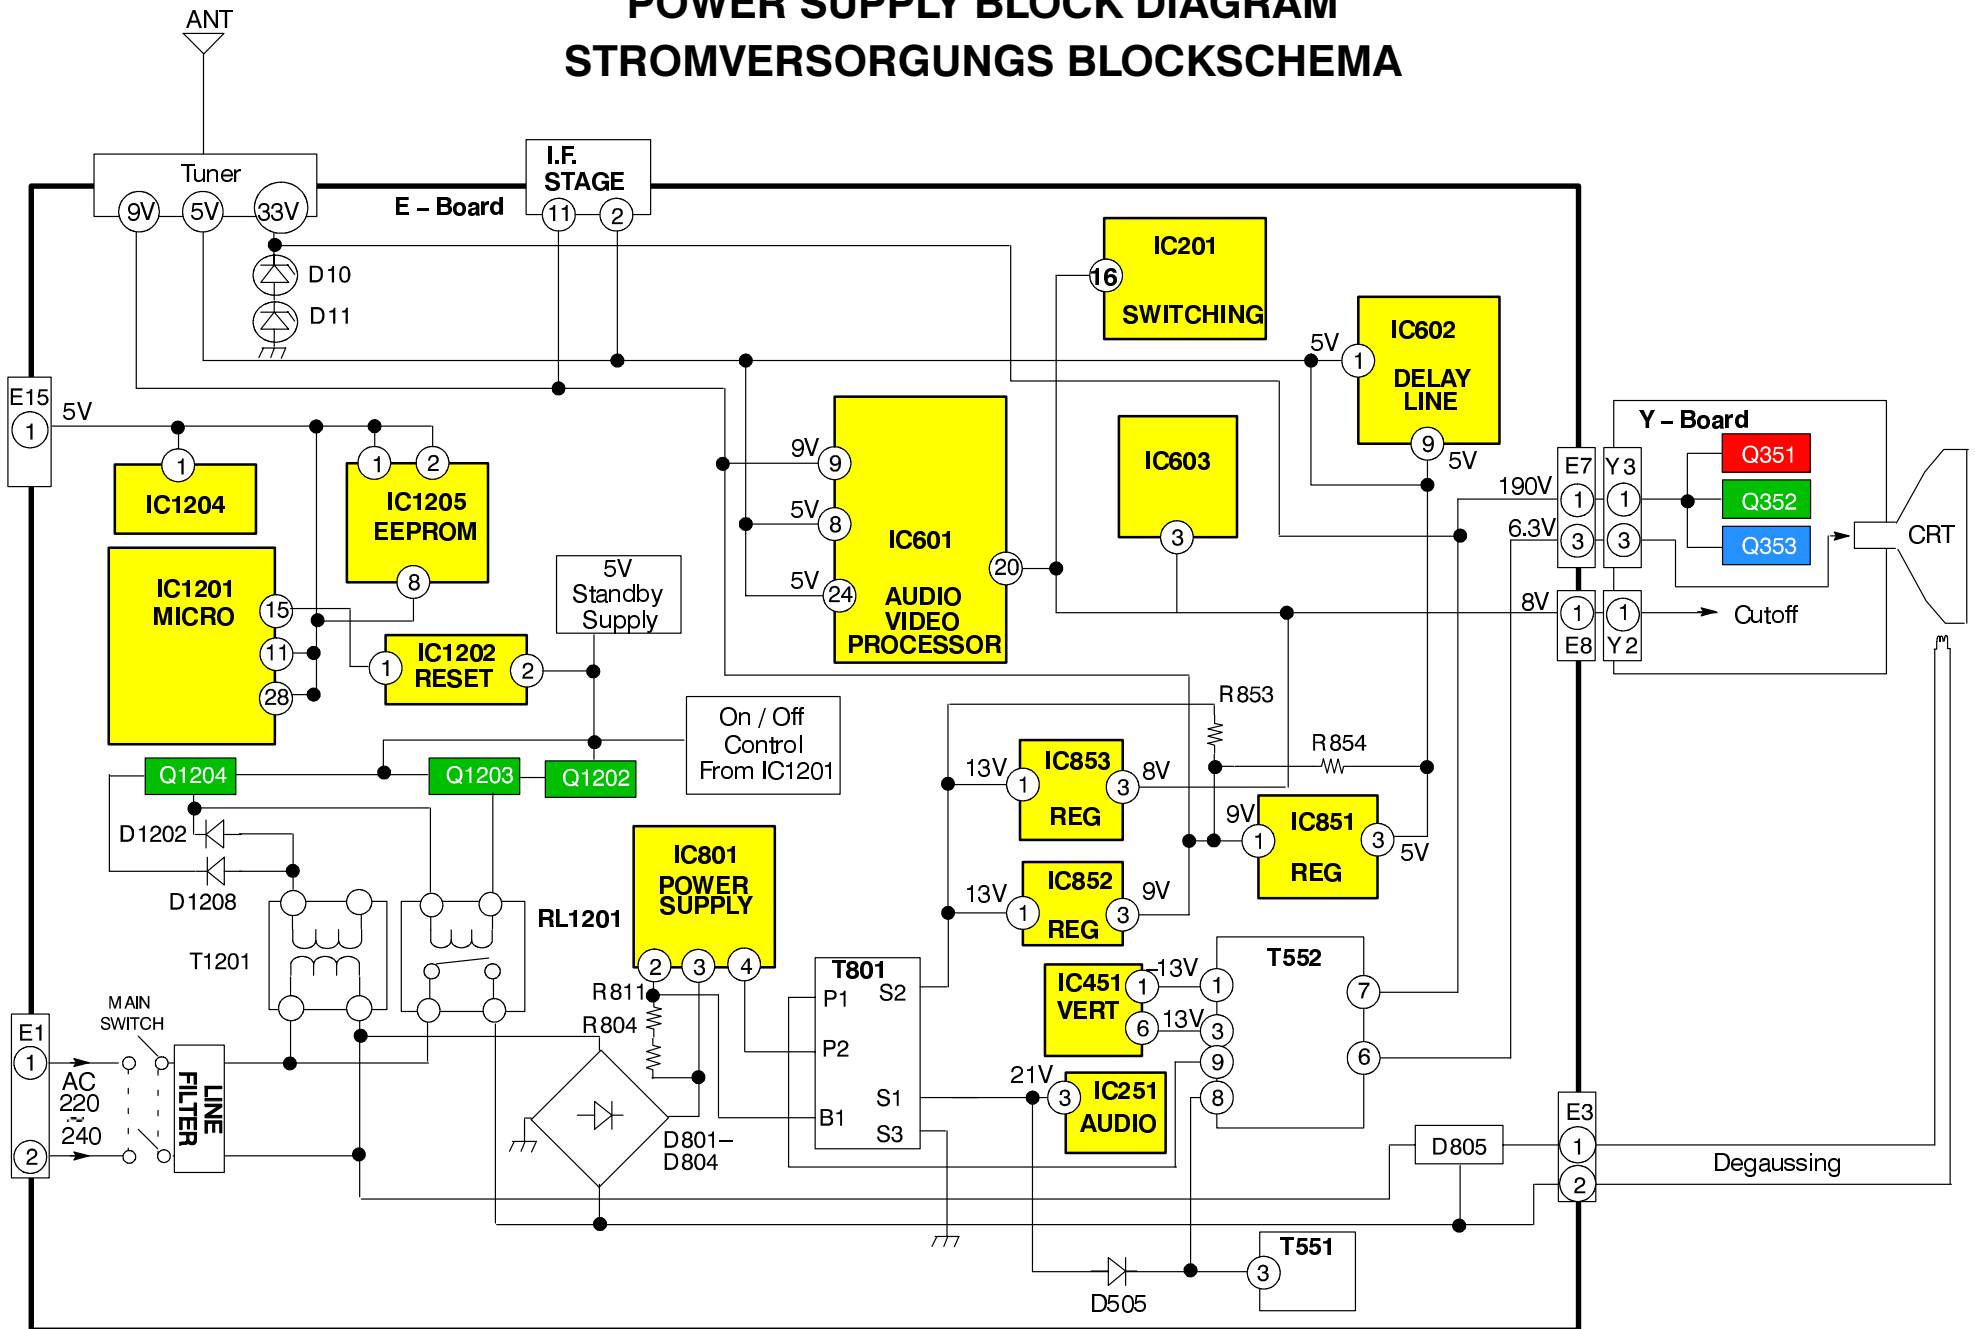 POWER SUPPLY BLOCK DIAGRAM
STROMVERSORGUNGS BLOCKSCHEMA
ANT
Tuner
9V
5V
33V
E – Board
I.F.
STAGE
11
2
D10
D11
IC201
16
SWITCHING
IC602
5V
1
DELAY
LINE
9
5V
E15
1
5V
1
IC1204
1
2
IC1205
EEPROM
8
IC1201
MICRO
15
11
28
1
IC1202
RESET
2
5V
Standby
Supply
9V
9
5V
8
5V
24
IC601
20
AUDIO
VIDEO
PROCESSOR
IC603
3
Y – Board
E7
Y3
190V
1
1
6.3V
3
3
8V
1
1
E8
Y2
Q351
Q352
Q353
CRT
Cutoff
On / Off
Control
From IC1201
Q1204
Q1203
Q1202
D1202
D1208
T1201
RL1201
R853
R854
13V
1
IC853
REG
3
8V
13V
1
IC852
REG
3
9V
9V
1
IC851
REG
3
5V
IC801
POWER
SUPPLY
2
3
4
R811
R804
T801
P1
S2
P2
S1
B1
S3
D801–
D804
IC451
VERT
1
–13V
1
6
13V
3
9
8
T552
7
6
21V
3
IC251
AUDIO
E1
1
2
AC
220
~
240
MAIN
SWITCH
LINE
FILTER
D805
E3
1
2
Degaussing
D505
T551
3